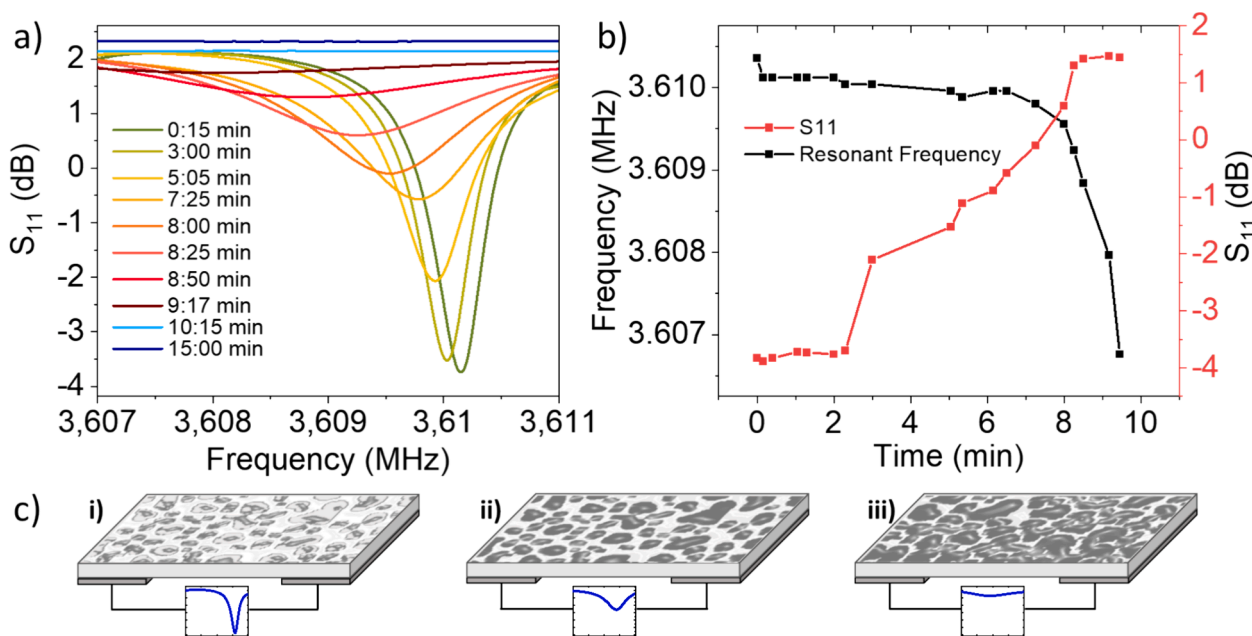 a)
S11 (dB)
2
1
0
-1
-2
-3
-4
0:15 min
3:00 min
5:05 min
7:25 min
8:00 min
8:25 min
8:50 min
9:17 min
10:15 min
15:00 min
3,607 3,608 3,609 3,61 3,611
Frequency (MHz)
b)
Frequency (MHz)
3.610
3.609
3.608
3.607
S11
Resonant Frequency
2
1
0
-1
-2
-3
-4
S11 (dB)
0 2 4 6 8 10
Time (min)
c)
i)
ii)
iii)